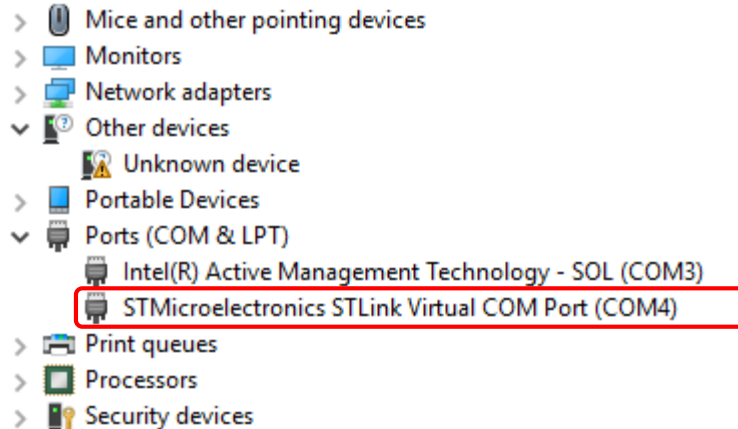 Mice and other pointing devices
Monitors
Network adapters
Other devices
Unknown device
Portable Devices
Ports (COM & LPT)
Intel(R) Active Management Technology - SOL (COM3)
STMicroelectronics STLink Virtual COM Port (COM4)
Print queues
Processors
Security devices